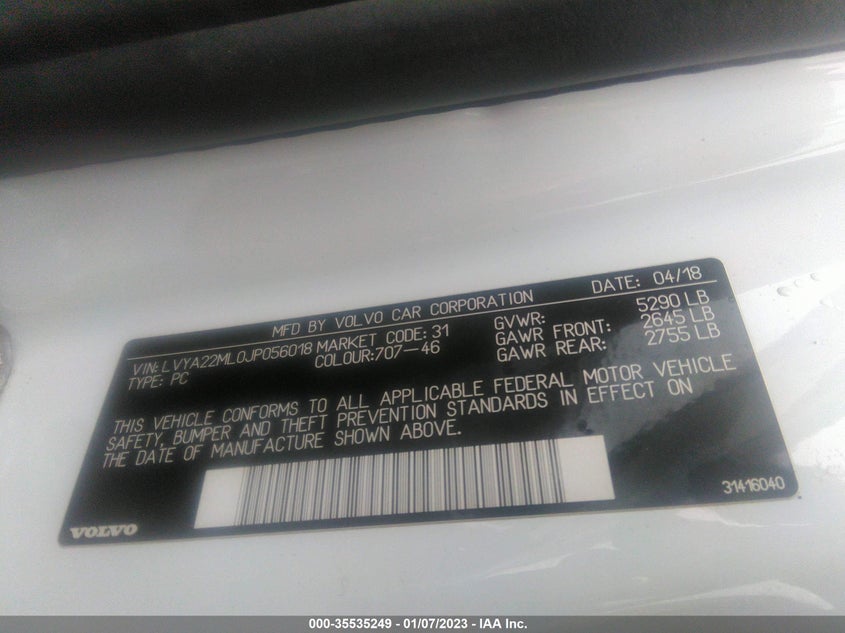 MFD BY VOLVO CAR CORPORATION DATE: 04/18
VIN: LVYA22ML0JP056018 MARKET CODE: 31 GVWR: 5290 LB
TYPE: PC COLOUR:707-46 GAWR FRONT: 2645 LB
GAWR REAR: 2755 LB
THIS VEHICLE CONFORMS TO ALL APPLICABLE FEDERAL MOTOR VEHICLE
SAFETY, BUMPER AND THEFT PREVENTION STANDARDS IN EFFECT ON
THE DATE OF MANUFACTURE SHOWN ABOVE.
31416040
VOLVO
000-35535249 - 01/07/2023 - IAA Inc.